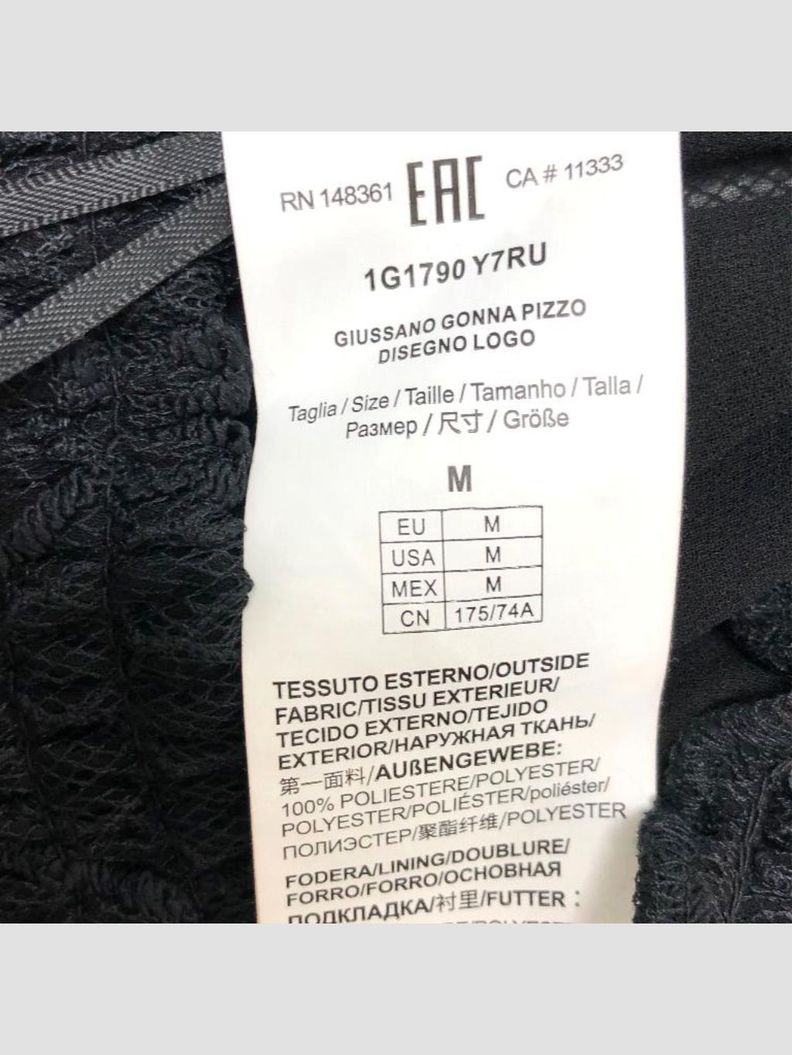 RN 148361 EAC CA # 11333
1G1790 Y7RU
GIUSSANO GONNA PIZZO
DISEGNO LOGO
Taglia / Size / Taille / Tamanho / Talla /
Размер / 尺寸 / Größe
M
EU M
USA M
MEX M
CN 175/74A
TESSUTO ESTERNO/OUTSIDE
FABRIC/TISSU EXTERIEUR/
TECIDO EXTERNO/TEJIDO
EXTERIOR/НАРУЖНАЯ ТКАНЬ/
第一面料/AUßENGEWEBE:
100% POLIESTERE/POLYESTER/
POLYESTER/POLIÉSTER/poliéster/
ПОЛИЭСТЕР/聚酯纤维/POLYESTER
FODERA/LINING/DOUBLURE/
FORRO/FORRO/ОСНОВНАЯ
ПОДКЛАДКА/衬里/FUTTER :